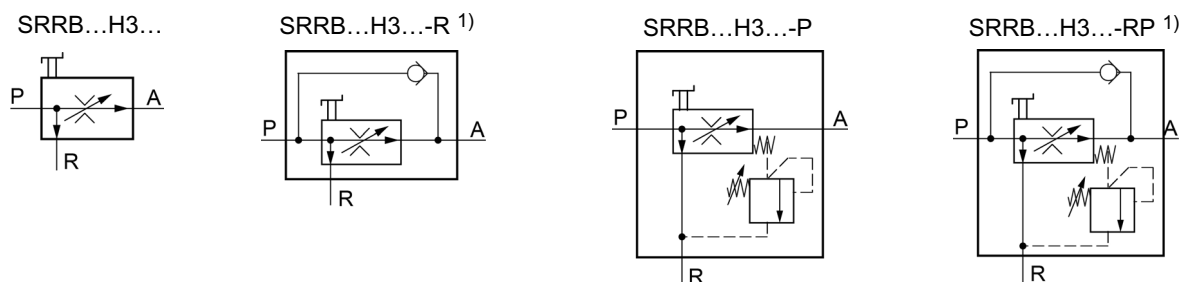 SRRB...H3...
P
A
R
SRRB...H3...-R 1)
P
A
R
SRRB...H3...-P
P
A
R
SRRB...H3...-RP 1)
P
A
R